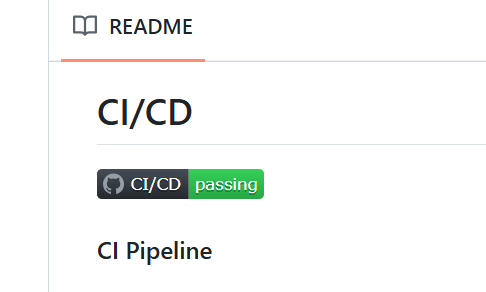 README
CI/CD
CI/CD passing
CI Pipeline